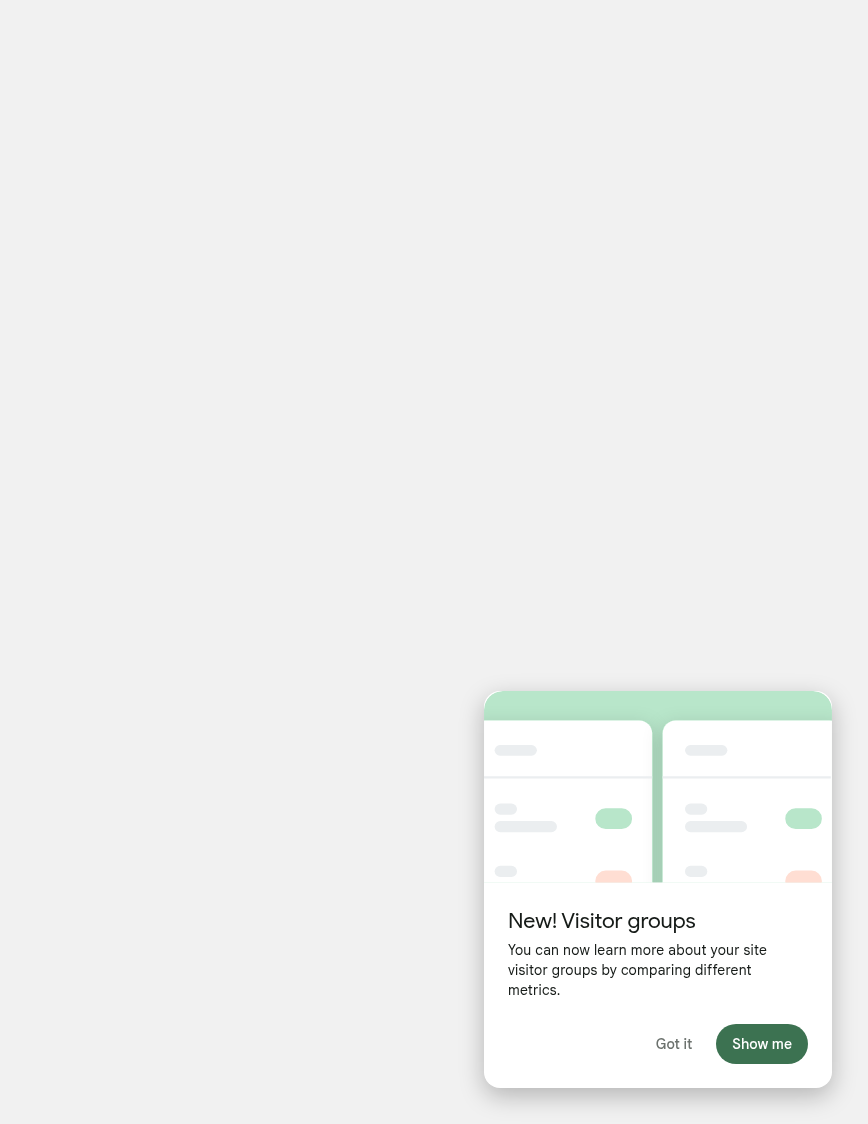 New! Visitor groups
You can now learn more about your site
visitor groups by comparing different
metrics.
Got it
Show me